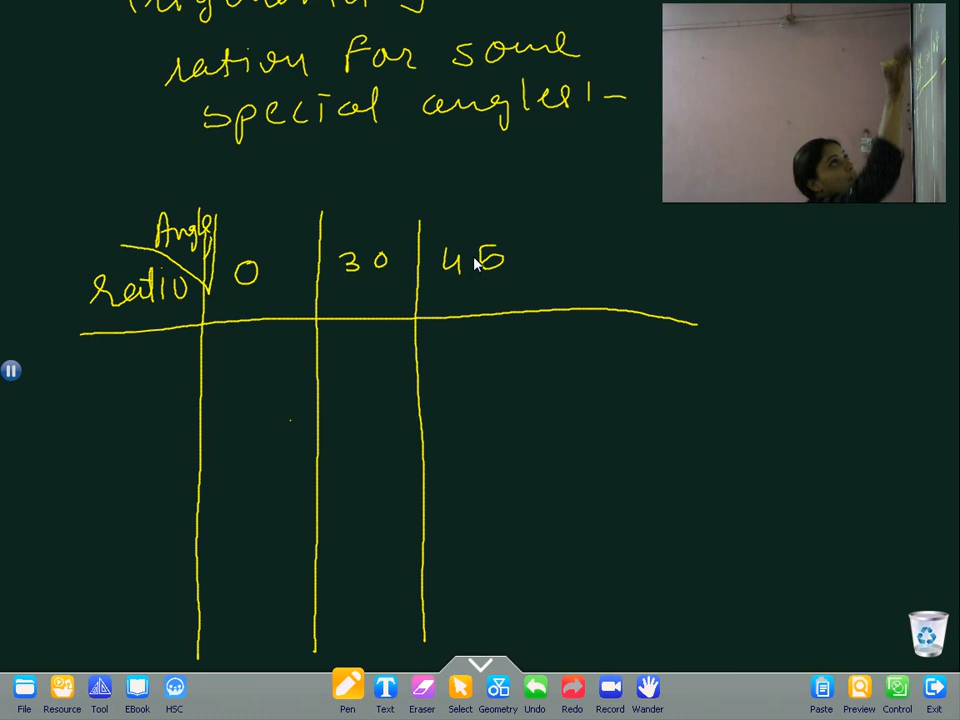 ration for some
special angles:-
Angle
ratio 0 30 45
File Resource Tool EBook HSC Pen Text Eraser Select Geometry Undo Redo Record Wander Paste Preview Control Exit